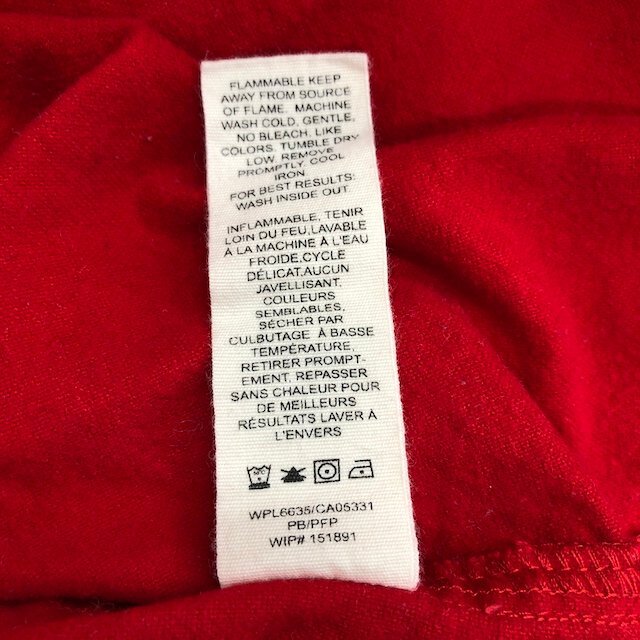 FLAMMABLE KEEP
AWAY FROM SOURCE
OF FLAME. MACHINE
WASH COLD, GENTLE,
NO BLEACH, LIKE
COLORS, TUMBLE DRY
LOW, REMOVE
PROMPTLY, COOL
IRON
FOR BEST RESULTS:
WASH INSIDE OUT
INFLAMMABLE, TENIR
LOIN DU FEU,LAVABLE
À LA MACHINE À L'EAU
FROIDE,CYCLE
DÉLICAT,AUCUN
JAVELLISANT,
COULEURS
SEMBLABLES,
SÉCHER PAR
CULBUTAGE À BASSE
TEMPÉRATURE,
RETIRER PROMPT-
EMENT, REPASSER
SANS CHALEUR POUR
DE MEILLEURS
RÉSULTATS LAVER À
L'ENVERS
WPL6635/CA05331
PB/PFP
WIP# 151891